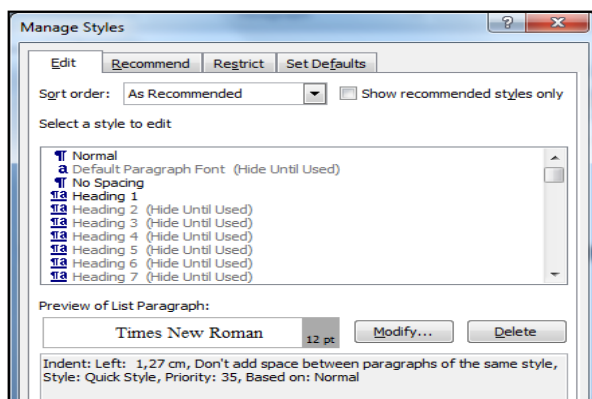 Manage Styles
Edit Recommend Restrict Set Defaults
Sort order: As Recommended Show recommended styles only
Select a style to edit
¶ Normal
a Default Paragraph Font (Hide Until Used)
¶ No Spacing
¶a Heading 1
¶a Heading 2 (Hide Until Used)
¶a Heading 3 (Hide Until Used)
¶a Heading 4 (Hide Until Used)
¶a Heading 5 (Hide Until Used)
¶a Heading 6 (Hide Until Used)
¶a Heading 7 (Hide Until Used)
Preview of List Paragraph:
Times New Roman 12 pt Modify... Delete
Indent: Left: 1,27 cm, Don't add space between paragraphs of the same style,
Style: Quick Style, Priority: 35, Based on: Normal